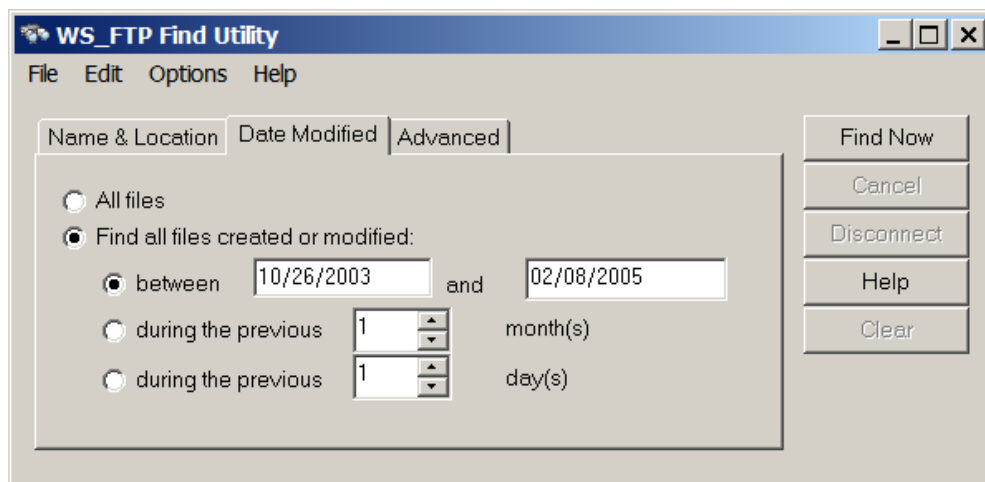 WS_FTP Find Utility
File Edit Options Help
Name & Location Date Modified Advanced
All files
Find all files created or modified:
between 10/26/2003 and 02/08/2005
during the previous 1 month(s)
during the previous 1 day(s)
Find Now
Cancel
Disconnect
Help
Clear